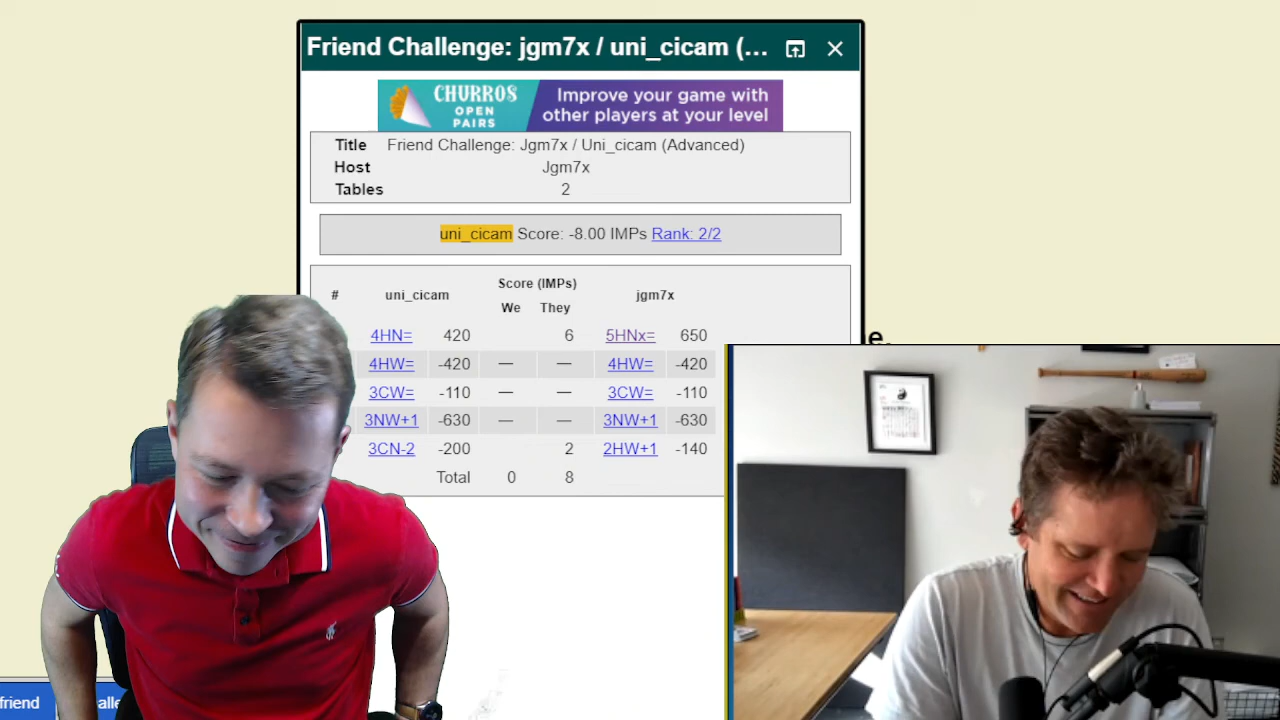 Friend Challenge: jgm7x / uni_cicam (...
CHURROS
OPEN
PAIRS
Improve your game with
other players at your level
Title Friend Challenge: Jgm7x / Uni_cicam (Advanced)
Host Jgm7x
Tables 2
uni_cicam Score: -8.00 IMPs Rank: 2/2
# uni_cicam Score (IMPs) jgm7x
We They
4HN= 420 6 5HNx= 650
4HW= -420 — — 4HW= -420
3CW= -110 — — 3CW= -110
3NW+1 -630 — — 3NW+1 -630
3CN-2 -200 2 2HW+1 -140
Total 0 8
e.
friend
alle